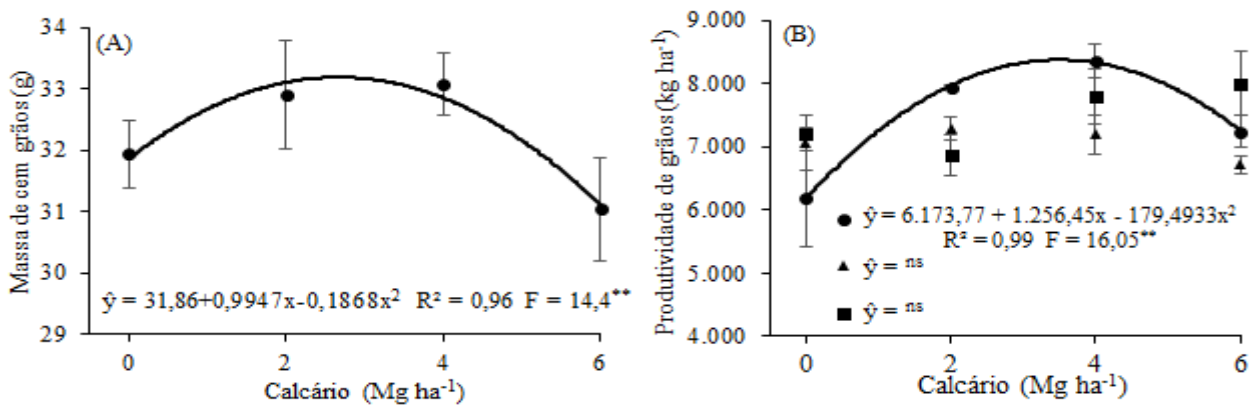 (A)
Massa de cem grãos (g)
34
33
32
31
30
29
ŷ = 31,86+0,9947x-0,1868x² R² = 0,96 F = 14,4**
0 2 4 6
Calcário (Mg ha⁻¹)
(B)
Produtividade de grãos (kg ha⁻¹)
9.000
8.000
7.000
6.000
5.000
4.000
ŷ = 6.173,77 + 1.256,45x - 179,4933x²
R² = 0,99 F = 16,05**
ŷ = ⁿˢ
ŷ = ⁿˢ
0 2 4 6
Calcário (Mg ha⁻¹)